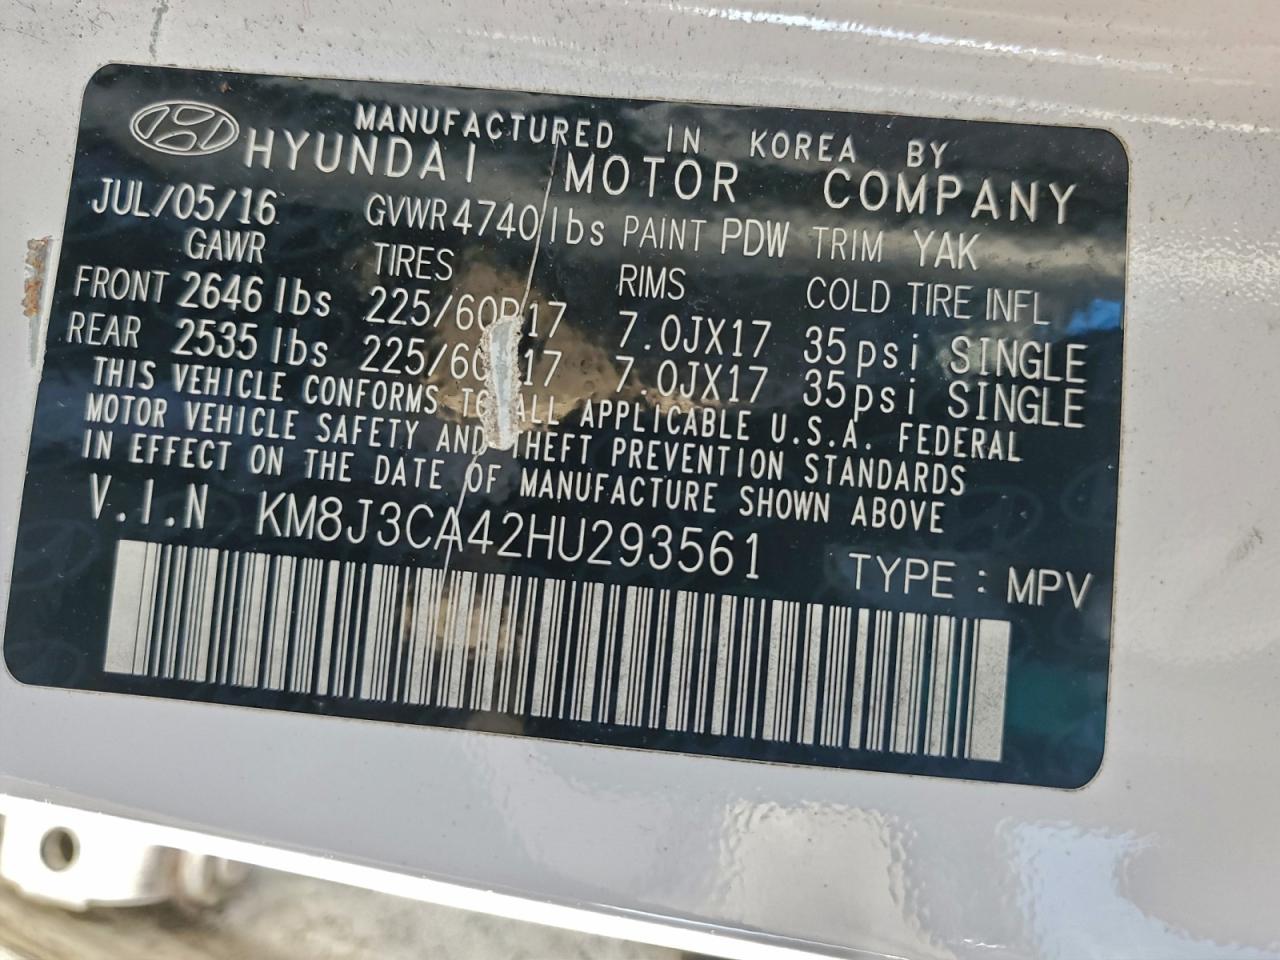 MANUFACTURED IN KOREA BY
HYUNDAI MOTOR COMPANY
JUL/05/16 GVWR 4740 lbs PAINT PDW TRIM YAK
GAWR TIRES RIMS COLD TIRE INFL
FRONT 2646 lbs 225/60R17 7.0JX17 35psi SINGLE
REAR 2535 lbs 7.0JX17 35psi SINGLE
THIS VEHICLE CONFORMS TO ALL APPLICABLE U.S.A. FEDERAL
MOTOR VEHICLE SAFETY AND THEFT PREVENTION STANDARDS
IN EFFECT ON THE DATE OF MANUFACTURE SHOWN ABOVE
V.I.N KM8J3CA42HU293561 TYPE : MPV